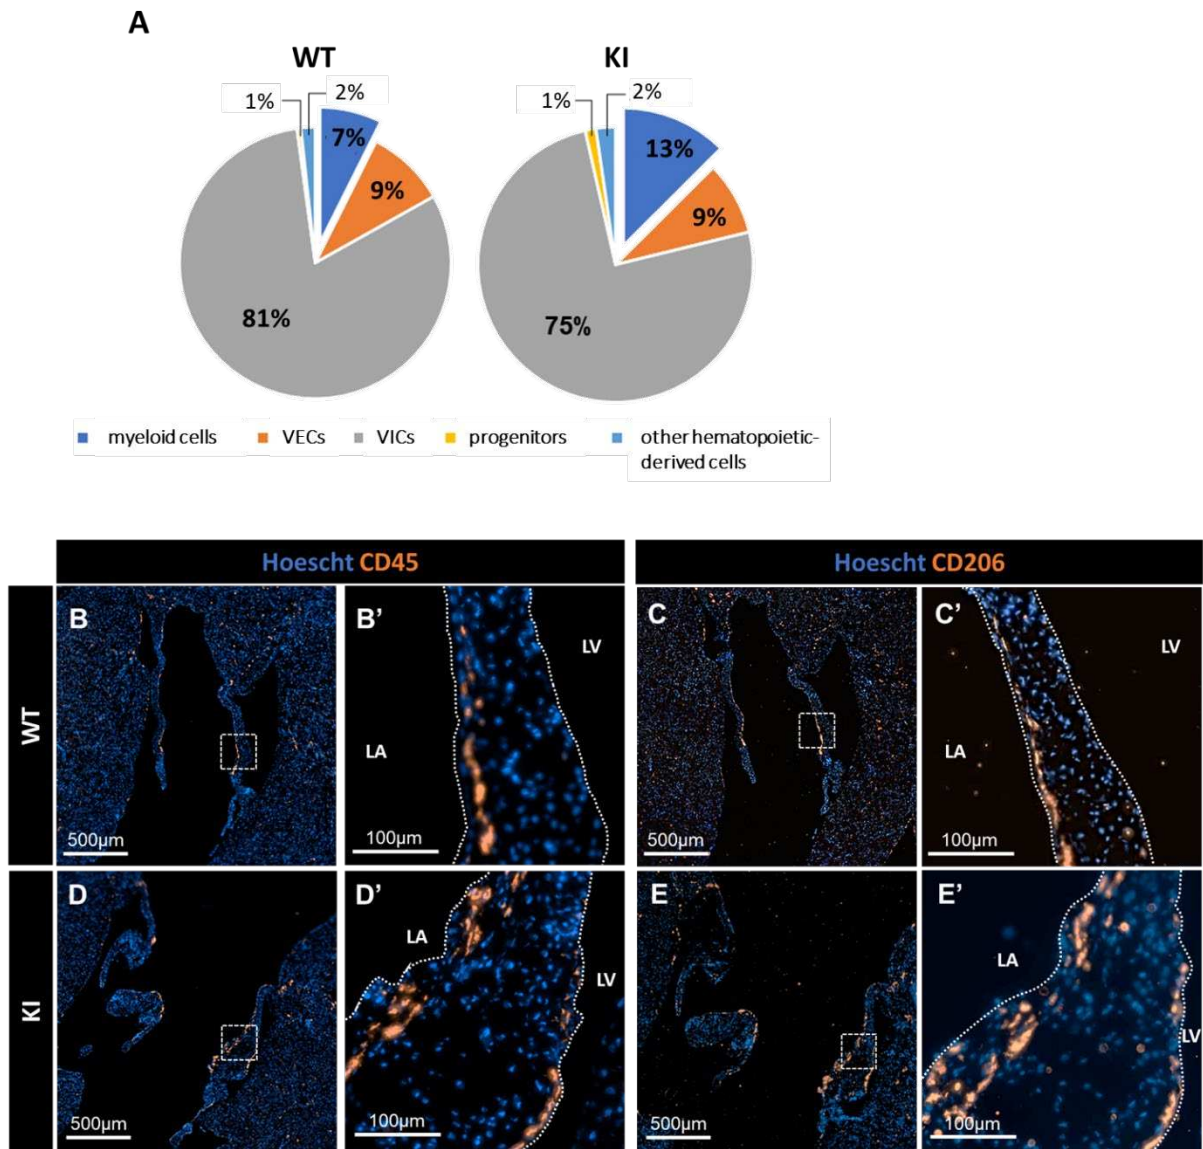 A
WT
KI
1%
2%
7%
9%
81%
1%
2%
13%
9%
75%
myeloid cells
VECs
VICs
progenitors
other hematopoietic-
derived cells
Hoescht CD45
Hoescht CD206
WT
B
500µm
B'
LV
LA
100µm
C
500µm
C'
LV
LA
100µm
KI
D
500µm
D'
LA
LV
100µm
E
500µm
E'
LA
LV
100µm